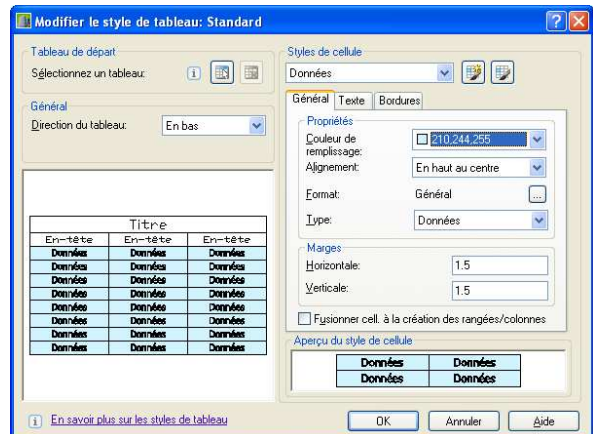 Modifier le style de tableau: Standard
Tableau de départ
Sélectionnez un tableau:
Général
Direction du tableau: En bas
Titre
En-tête En-tête En-tête
Données Données Données
Données Données Données
Données Données Données
Données Données Données
Données Données Données
Données Données Données
Données Données Données
Données Données Données
En savoir plus sur les styles de tableau
Styles de cellule
Données
Général Texte Bordures
Propriétés
Couleur de remplissage: 210,244,255
Alignement: En haut au centre
Format: Général ...
Type: Données
Marges
Horizontale: 1.5
Verticale: 1.5
Fusionner cell. à la création des rangées/colonnes
Aperçu du style de cellule
Données Données
Données Données
OK Annuler Aide